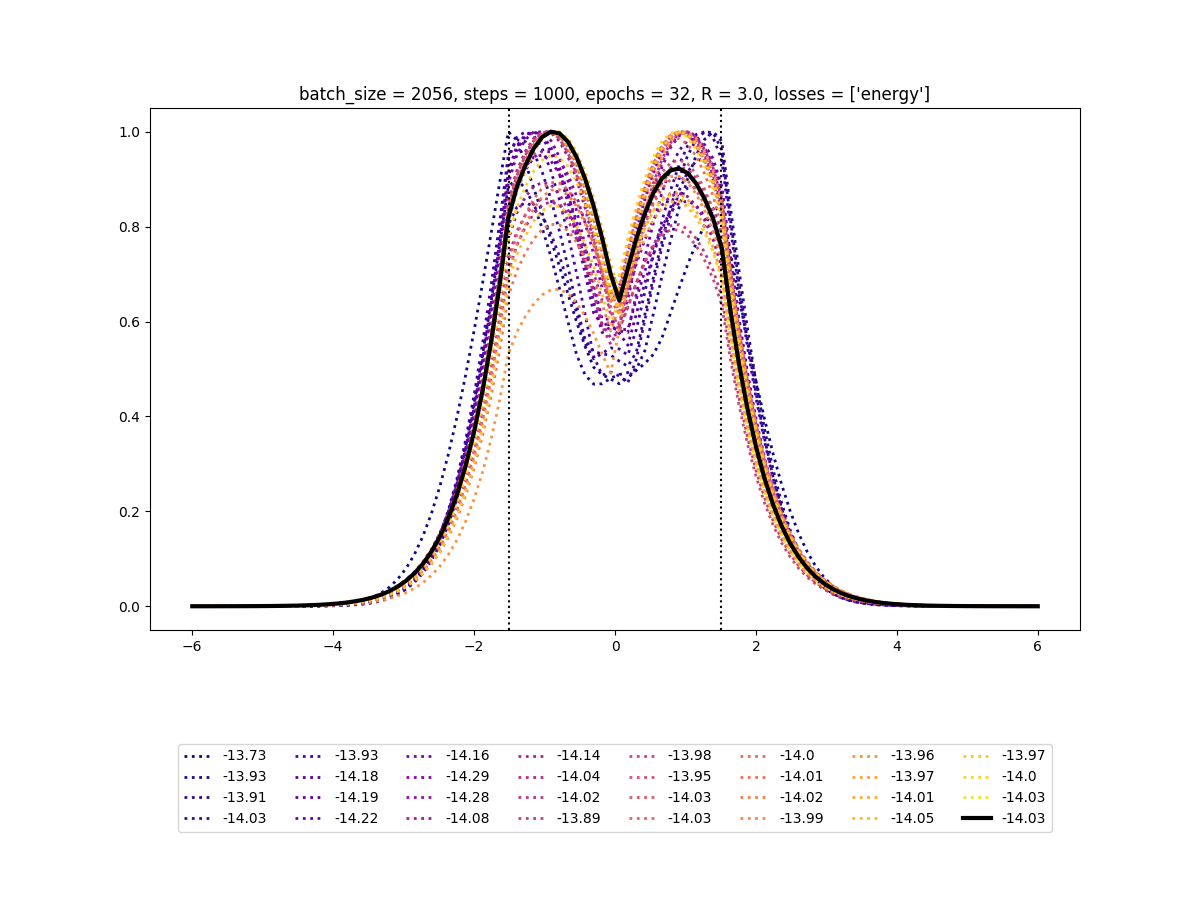 batch_size = 2056, steps = 1000, epochs = 32, R = 3.0, losses = ['energy']
1.0
0.8
0.6
0.4
0.2
0.0
−6 −4 −2 0 2 4 6
-13.73 -13.93 -14.16 -14.14 -13.98 -14.0 -13.96 -13.97
-13.93 -14.18 -14.29 -14.04 -13.95 -14.01 -13.97 -14.0
-13.91 -14.19 -14.28 -14.02 -14.03 -14.02 -14.01 -14.03
-14.03 -14.22 -14.08 -13.89 -14.03 -13.99 -14.05 -14.03